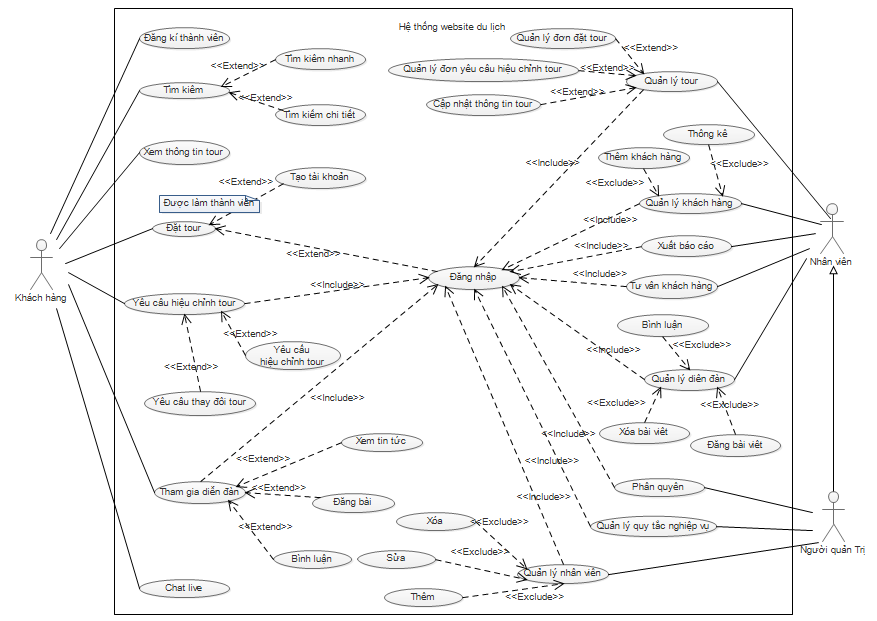 Hệ thống website du lịch
Đăng kí thành viên
Tìm kiếm nhanh
<<Extend>>
Tìm kiếm
<<Extend>>
Tìm kiếm chi tiết
Xem thông tin tour
Tạo tài khoản
<<Extend>>
Được làm thành viên
Đặt tour
<<Extend>>
Khách hàng
Yêu cầu hiệu chỉnh tour
<<Include>>
<<Extend>>
Yêu cầu
hiệu chỉnh tour
<<Extend>>
Yêu cầu thay đổi tour
<<Include>>
Xem tin tức
<<Extend>>
Tham gia diễn đàn
<<Extend>>
Đăng bài
<<Extend>>
Bình luận
Chat live
Đăng nhập
Quản lý đơn đặt tour
<<Extend>>
Quản lý đơn yêu cầu hiệu chỉnh tour
<<Extend>>
Quản lý tour
Cập nhật thông tin tour
<<Extend>>
<<Include>>
Thống kê
Thêm khách hàng
<<Exclude>>
<<Exclude>>
Quản lý khách hàng
<<Include>>
Xuất báo cáo
<<Include>>
Tư vấn khách hàng
<<Include>>
Nhân viên
Bình luận
<<Exclude>>
<<Include>>
Quản lý diễn đàn
<<Exclude>>
<<Exclude>>
Xóa bài viết
Đăng bài viết
<<Include>>
<<Include>>
Phân quyền
<<Include>>
Quản lý quy tắc nghiệp vụ
Người quản Trị
Xóa
<<Exclude>>
Sửa
<<Exclude>>
Quản lý nhân viên
Thêm
<<Exclude>>